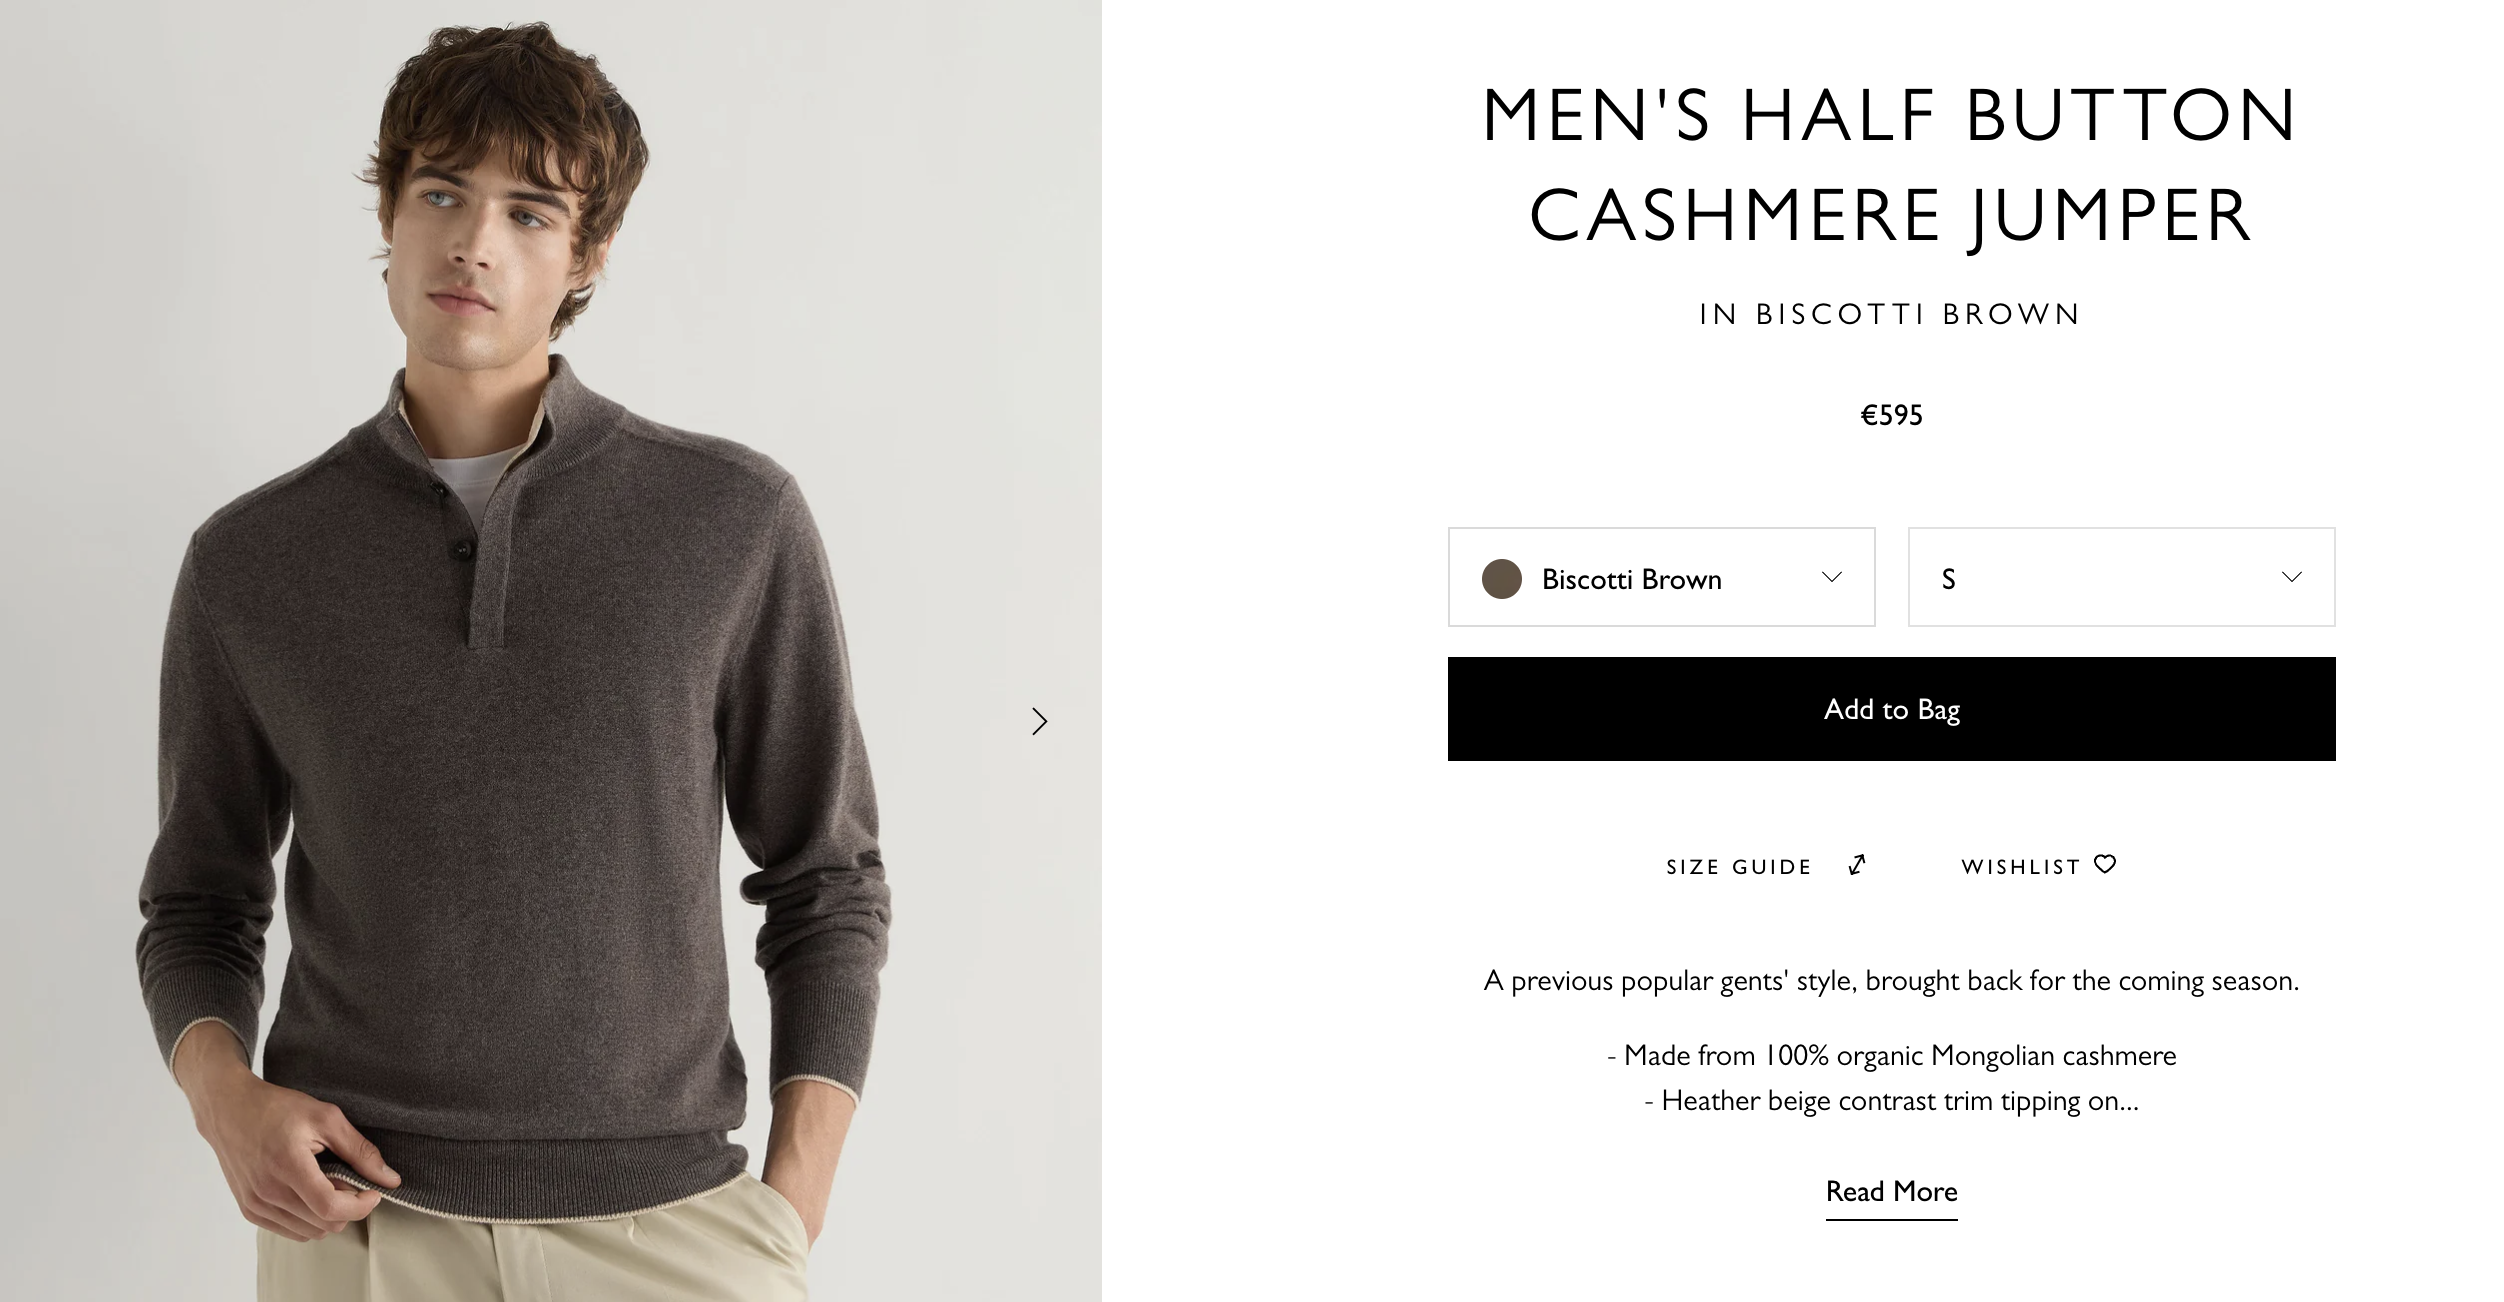 MEN'S HALF BUTTON
CASHMERE JUMPER
IN BISCOTTI BROWN
€595
Biscotti Brown
S
Add to Bag
SIZE GUIDE
WISHLIST
A previous popular gents' style, brought back for the coming season.
- Made from 100% organic Mongolian cashmere
- Heather beige contrast trim tipping on...
Read More